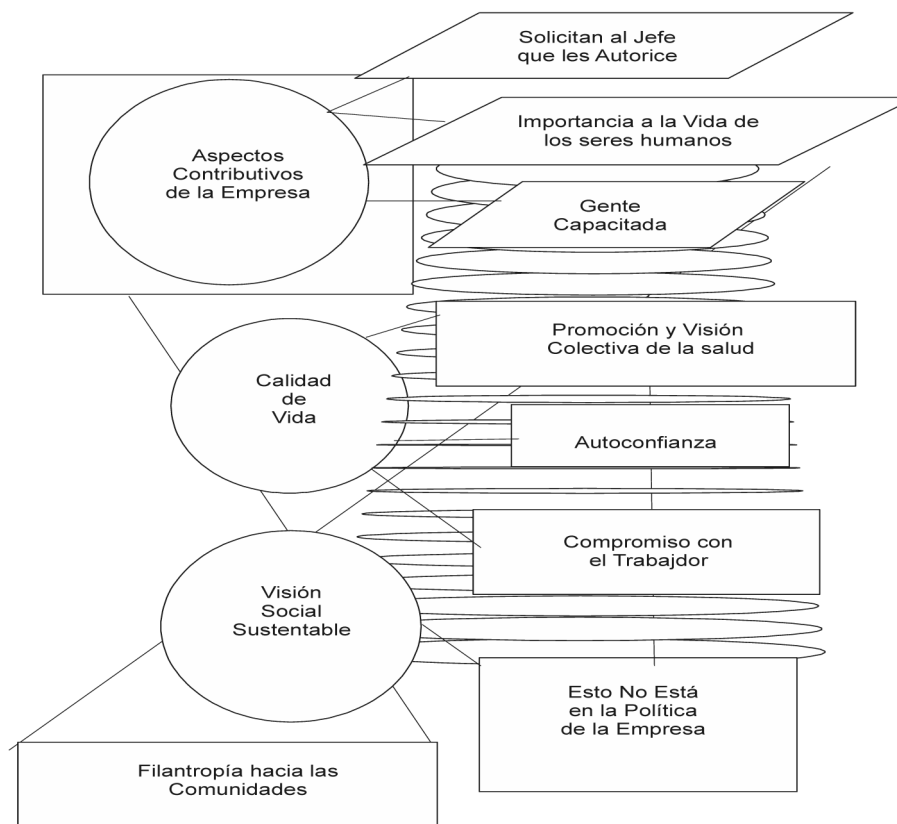 Solicitan al Jefe
que les Autorice
Importancia a la Vida de
los seres humanos
Aspectos
Contributivos
de la Empresa
Gente
Capacitada
Promoción y Visión
Colectiva de la salud
Calidad
de
Vida
Autoconfianza
Compromiso con
el Trabajdor
Visión
Social
Sustentable
Esto No Está
en la Política
de la Empresa
Filantropía hacia las
Comunidades